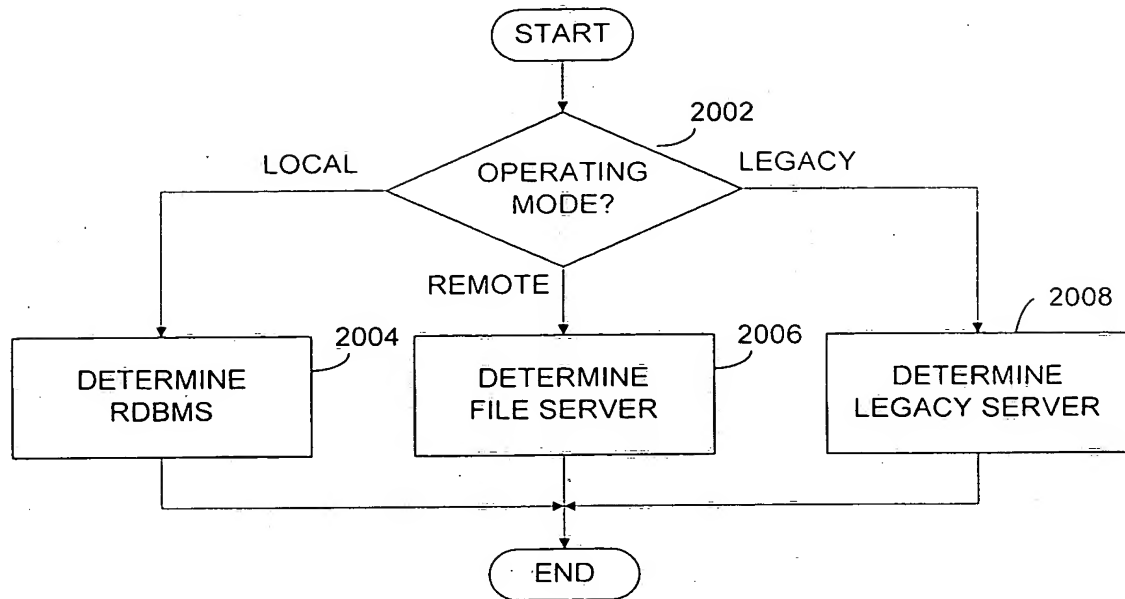 START
2002
LOCAL
OPERATING
MODE?
LEGACY
REMOTE
2004
2006
2008
DETERMINE
RDBMS
DETERMINE
FILE SERVER
DETERMINE
LEGACY SERVER
END